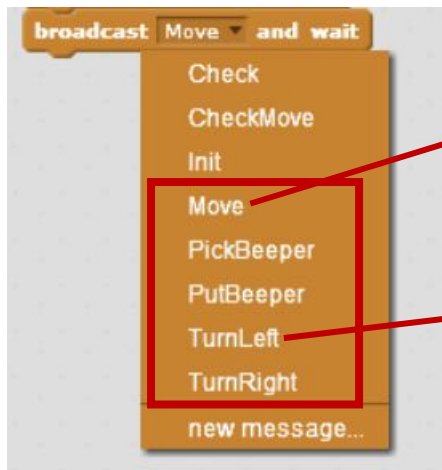 broadcast Move and wait
Check
CheckMove
Init
Move
PickBeeper
PutBeeper
TurnLeft
TurnRight
new message...